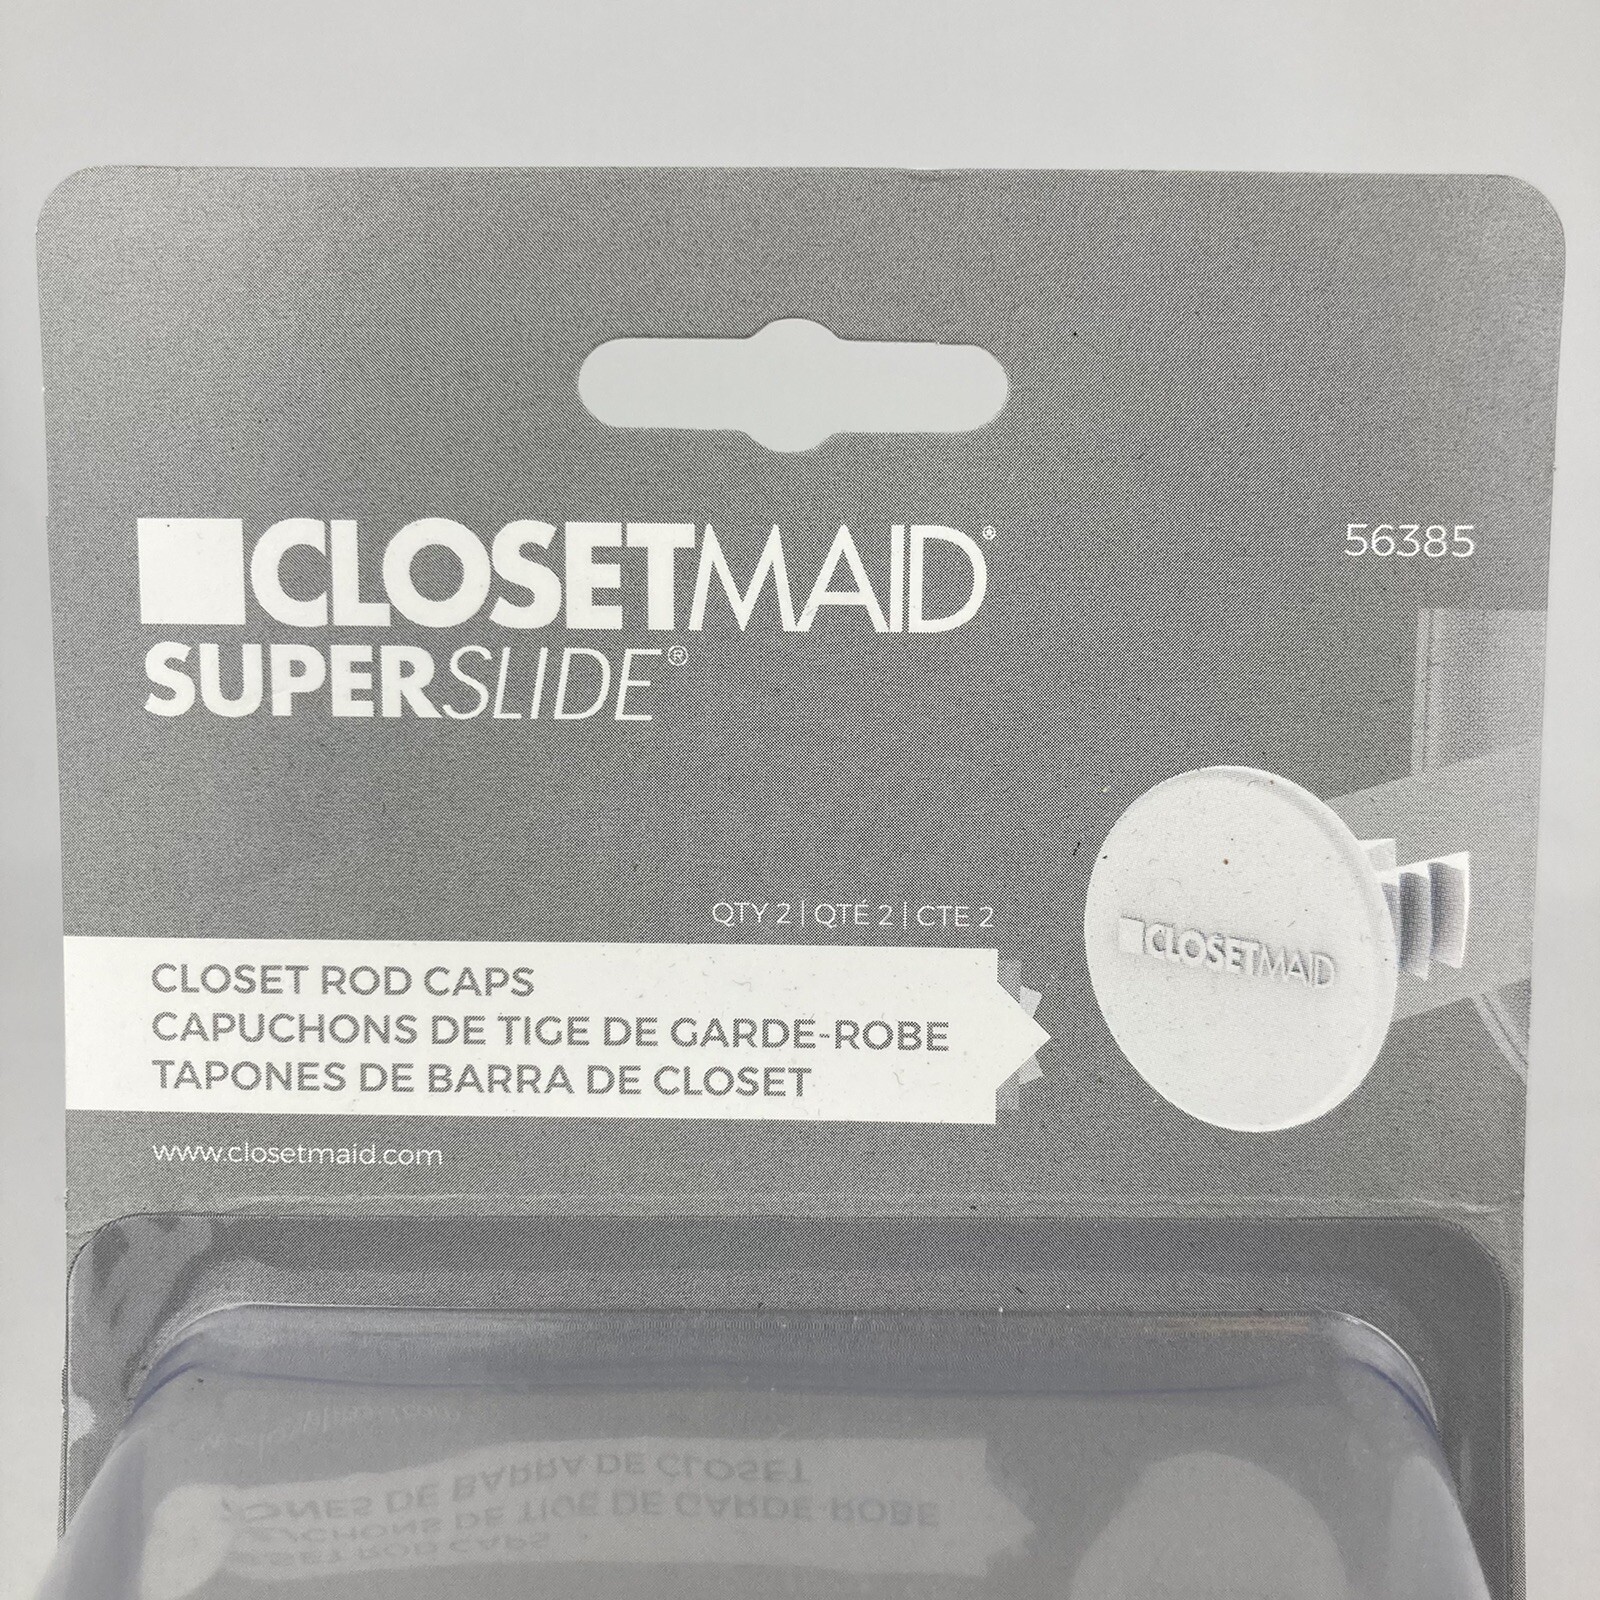 CLOSETMAID®
56385
SUPERSLIDE®
QTY 2 | QTÉ 2 | CTE 2
CLOSET ROD CAPS
CAPUCHONS DE TIGE DE GARDE-ROBE
TAPONES DE BARRA DE CLOSET
CLOSETMAID
www.closetmaid.com